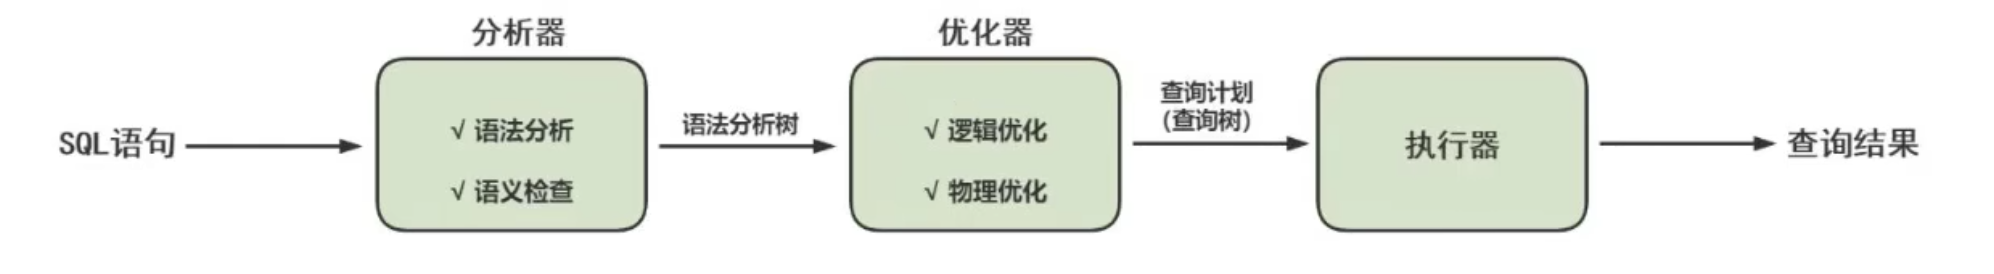 SQL语句
分析器
√ 语法分析
√ 语义检查
语法分析树
优化器
√ 逻辑优化
√ 物理优化
查询计划
(查询树)
执行器
查询结果